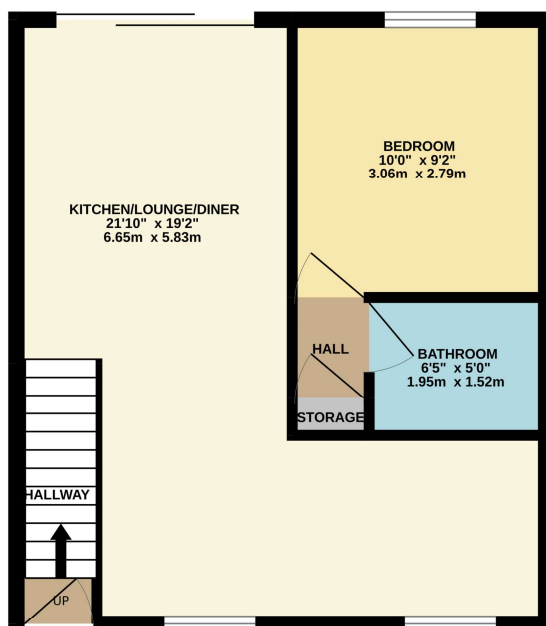 BEDROOM
10'0" x 9'2"
3.06m x 2.79m
KITCHEN/LOUNGE/DINER
21'10" x 19'2"
6.65m x 5.83m
HALL
BATHROOM
6'5" x 5'0"
1.95m x 1.52m
STORAGE
HALLWAY
UP